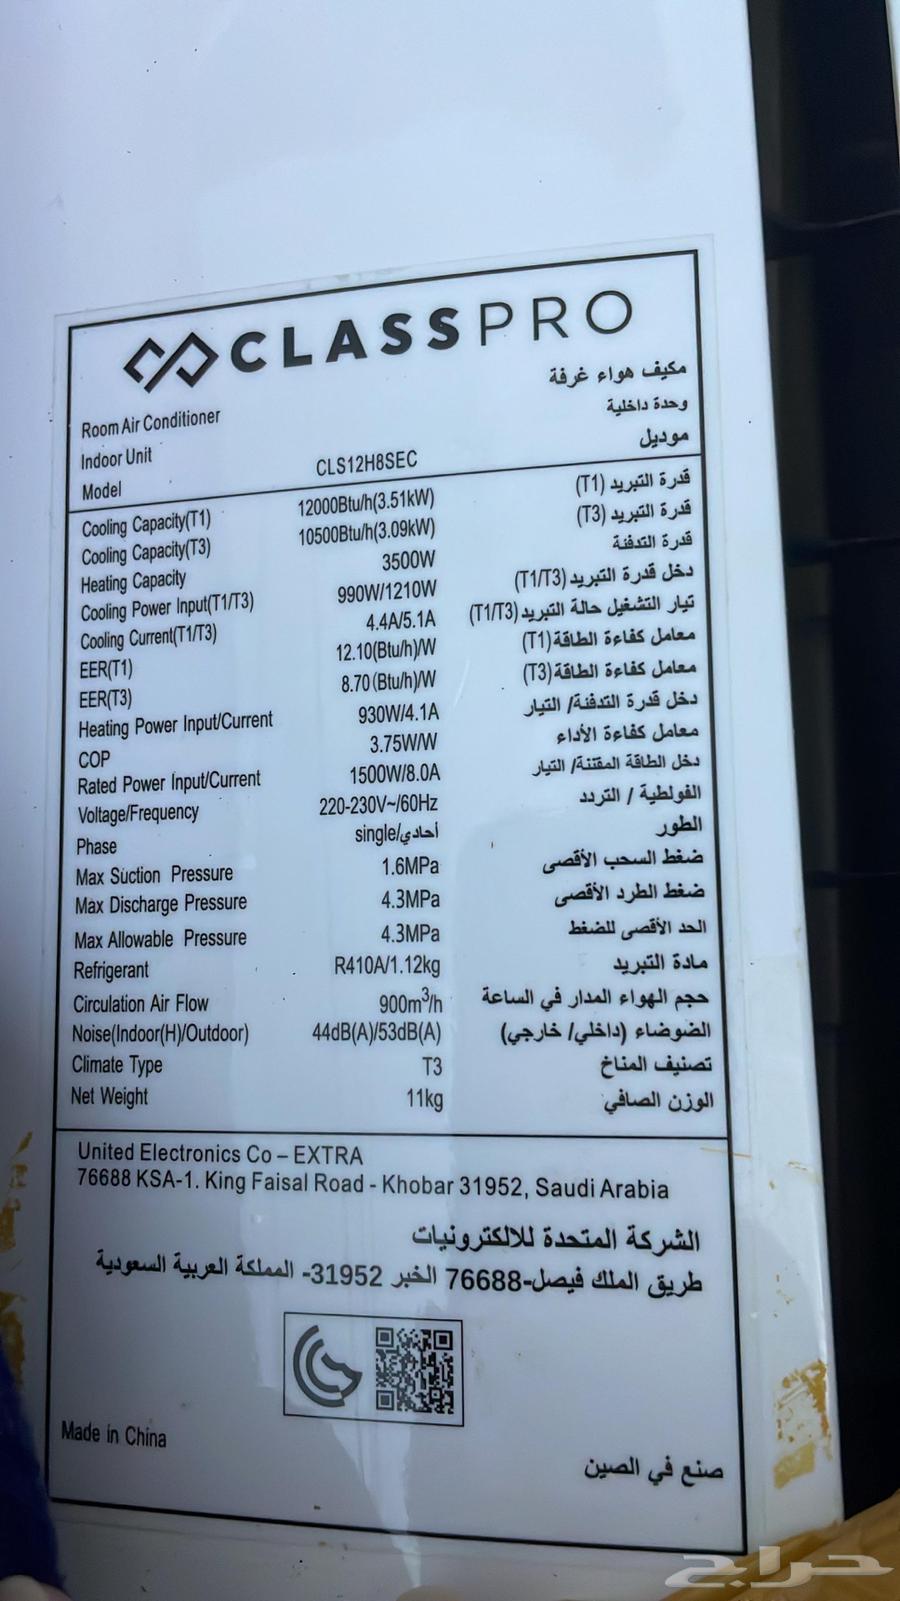 CLASSPRO
Room Air Conditioner مكيف هواء غرفة
Indoor Unit وحدة داخلية
Model CLS12H8SEC موديل
Cooling Capacity(T1) 12000Btu/h(3.51kW) قدرة التبريد (T1)
Cooling Capacity(T3) 10500Btu/h(3.09kW) قدرة التبريد (T3)
Heating Capacity 3500W قدرة التدفئة
Cooling Power Input(T1/T3) 990W/1210W دخل قدرة التبريد(T1/T3)
Cooling Current(T1/T3) 4.4A/5.1A تيار التشغيل حالة التبريد(T1/T3)
EER(T1) 12.10(Btu/h)/W معامل كفاءة الطاقة(T1)
EER(T3) 8.70(Btu/h)/W معامل كفاءة الطاقة(T3)
Heating Power Input/Current 930W/4.1A دخل قدرة التدفئة/ التيار
COP 3.75W/W معامل كفاءة الأداء
Rated Power Input/Current 1500W/8.0A دخل الطاقة المقتنة/ التيار
Voltage/Frequency 220-230V~/60Hz الفولطية / التردد
Phase single/أحادي الطور
Max Suction Pressure 1.6MPa ضغط السحب الأقصى
Max Discharge Pressure 4.3MPa ضغط الطرد الأقصى
Max Allowable Pressure 4.3MPa الحد الأقصى للضغط
Refrigerant R410A/1.12kg مادة التبريد
Circulation Air Flow 900m³/h حجم الهواء المدار في الساعة
Noise(Indoor(H)/Outdoor) 44dB(A)/53dB(A) الضوضاء (داخلي/ خارجي)
Climate Type T3 تصنيف المناخ
Net Weight 11kg الوزن الصافي
United Electronics Co – EXTRA
76688 KSA-1. King Faisal Road - Khobar 31952, Saudi Arabia
الشركة المتحدة للالكترونيات
طريق الملك فيصل-76688 الخبر 31952- المملكة العربية السعودية
Made in China
صنع في الصين
حراج